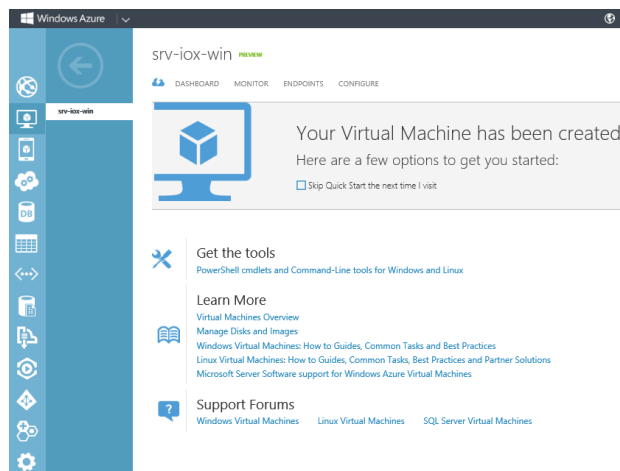 Windows Azure
srv-iox-win PREVIEW
DASHBOARD MONITOR ENDPOINTS CONFIGURE
srv-iox-win
Your Virtual Machine has been created
Here are a few options to get you started:
Skip Quick Start the next time I visit
Get the tools
PowerShell cmdlets and Command-Line tools for Windows and Linux
Learn More
Virtual Machines Overview
Manage Disks and Images
Windows Virtual Machines: How to Guides, Common Tasks and Best Practices
Linux Virtual Machines: How to Guides, Common Tasks, Best Practices and Partner Solutions
Microsoft Server Software support for Windows Azure Virtual Machines
DB
Support Forums
Windows Virtual Machines Linux Virtual Machines SQL Server Virtual Machines